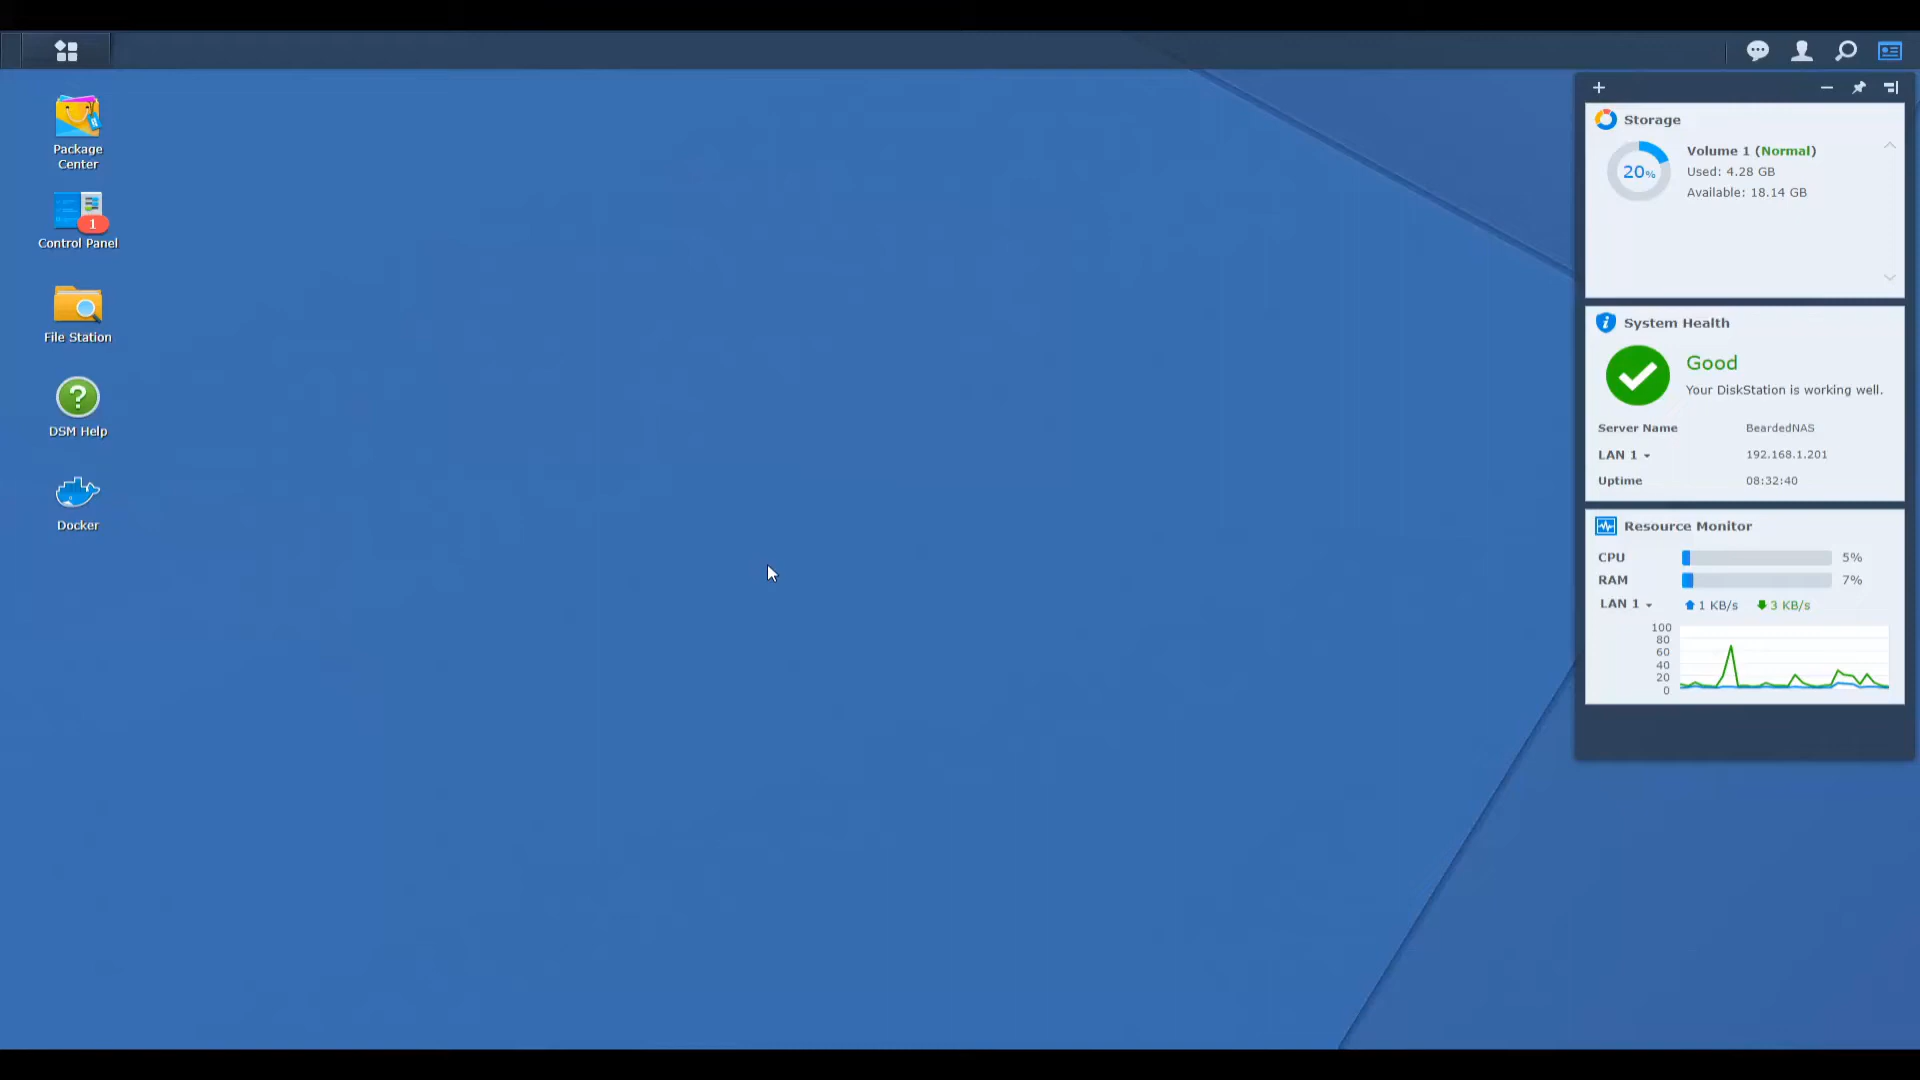 Package
Center
1
Control Panel
File Station
?
DSM Help
Docker
Storage
20%
Volume 1 (Normal)
Used: 4.28 GB
Available: 18.14 GB
System Health
Good
Your DiskStation is working well.
Server Name BeardedNAS
LAN 1 192.168.1.201
Uptime 08:32:40
Resource Monitor
CPU 5%
RAM 7%
LAN 1 1 KB/s 3 KB/s
100
80
60
40
20
0